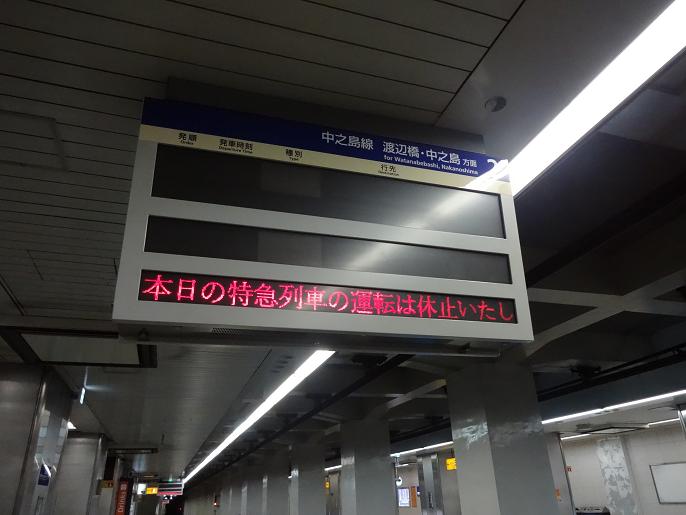 中之島線 渡辺橋・中之島 方面
for Watanabebashi, Nakanoshima
発順 発車時刻 種別 行先
Order Departure Time Type Destination
本日の特急列車の運転は休止いたし
Drinks